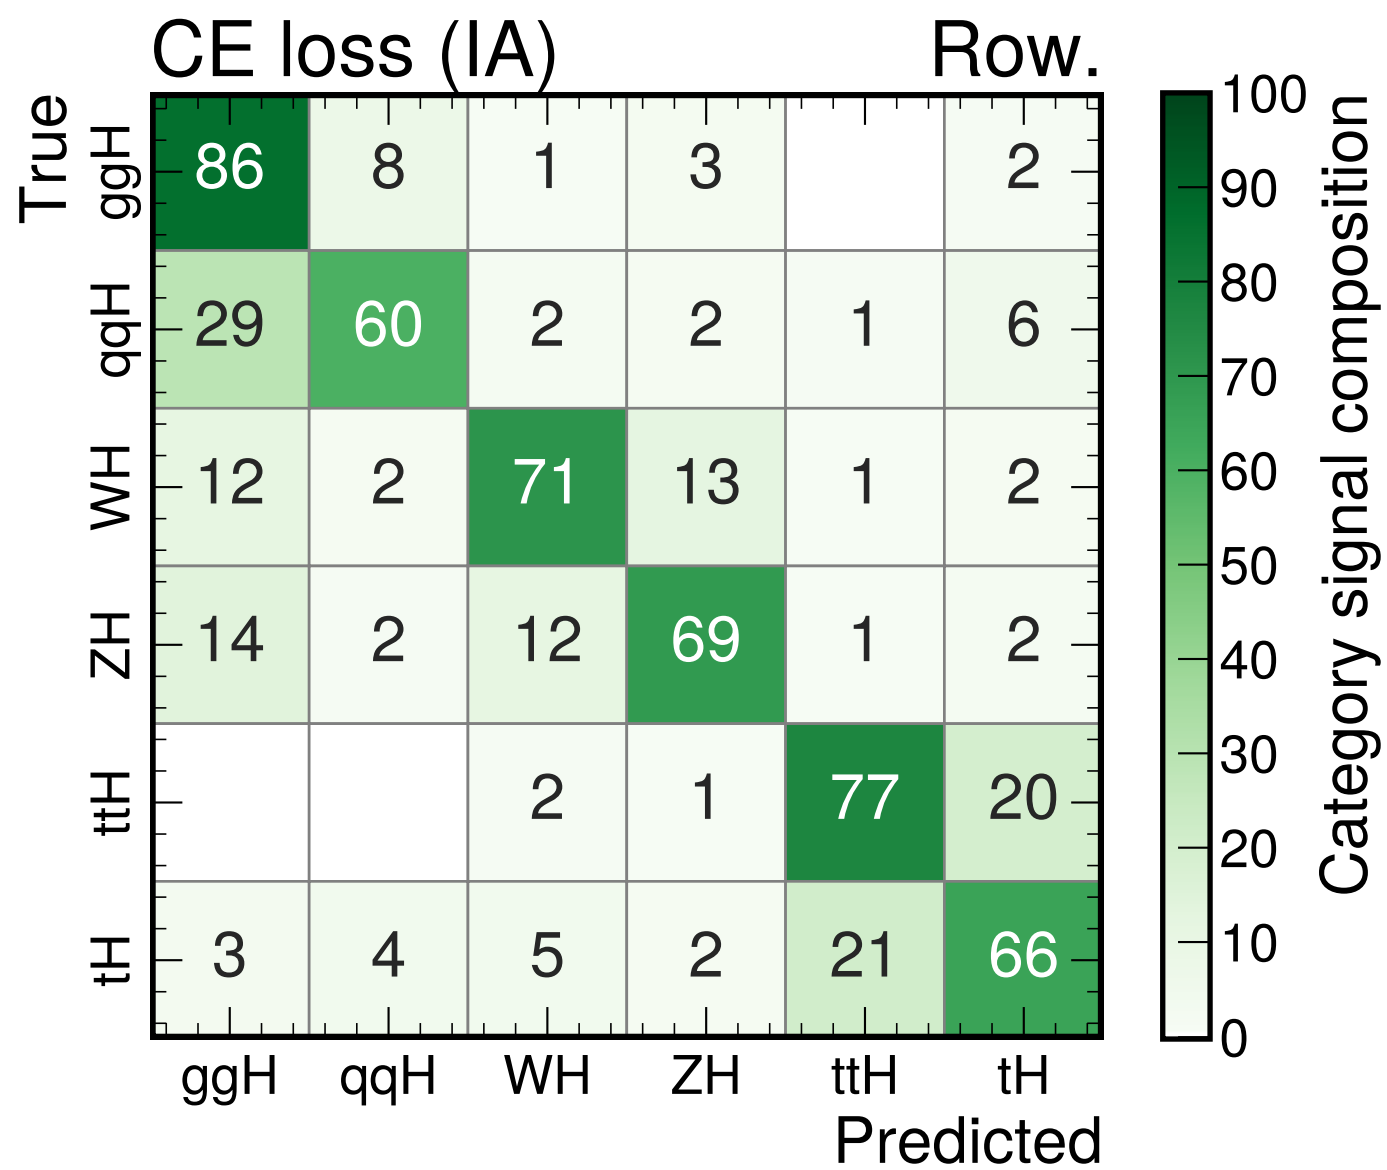 CE loss (IA) Row.
True
ggH 86 8 1 3 2
qqH 29 60 2 2 1 6
WH 12 2 71 13 1 2
ZH 14 2 12 69 1 2
ttH 2 1 77 20
tH 3 4 5 2 21 66
ggH qqH WH ZH ttH tH
Predicted
100
90
80
70
60
50
40
30
20
10
0
Category signal composition